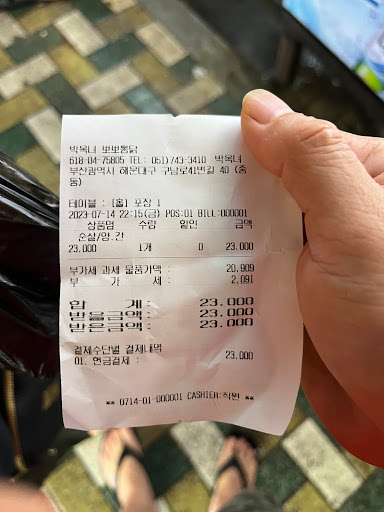 박옥녀 뽀뽀통닭
618-04-75805 TEL: 051)743-3410 박옥녀
부산광역시 해운대구 구남로41번길 40 (중
동)
테이블 : [홀] 포장 1
2023-07-14 22:15(금) POS:01 BILL:000001
상품명 수량 할인 금액
순살/양.간
23,000 1개 0 23,000
부가세 과세 물품가액 : 20,909
부 가 세 : 2,091
합 계 : 23,000
받을금액 : 23,000
받은금액 : 23,000
결제수단별 결제내역
01. 현금결제 : 23,000
** 0714-01-000001 CASHIER:직원 **